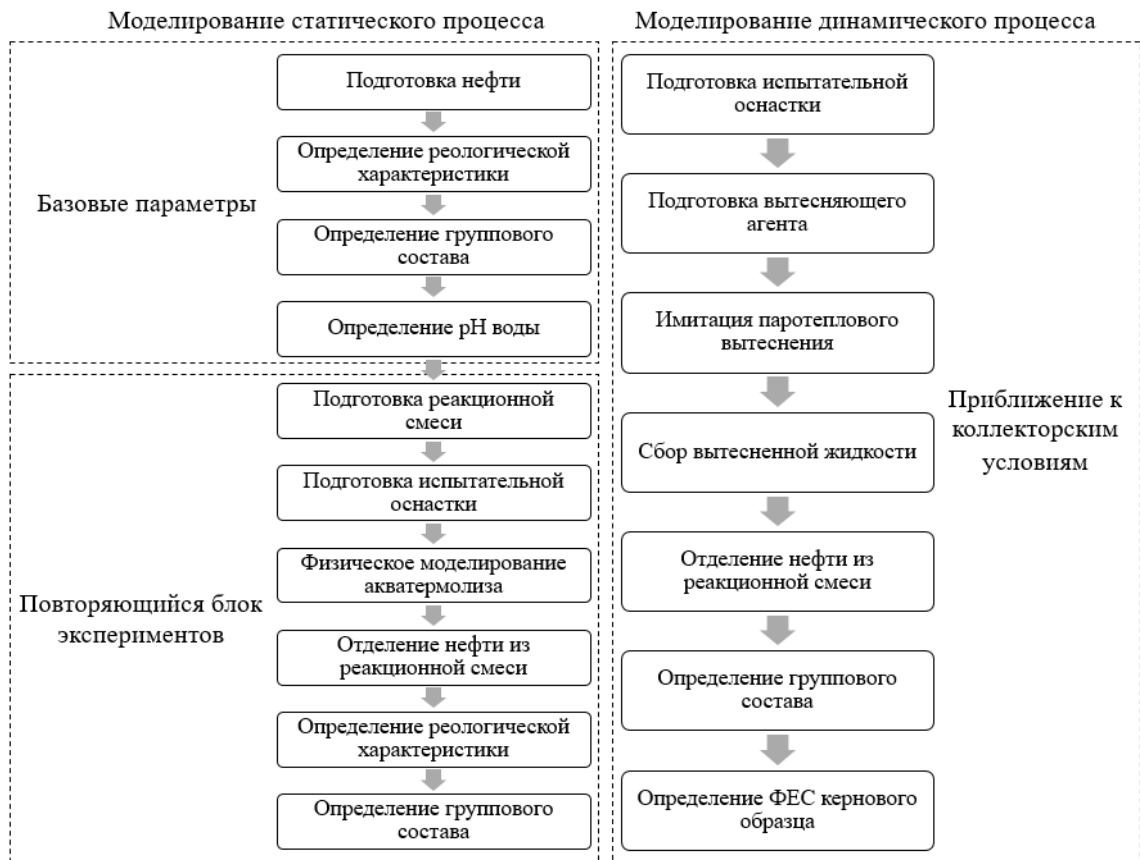 Моделирование статического процесса
Базовые параметры
Подготовка нефти
Определение реологической
характеристики
Определение группового
состава
Определение pH воды
Повторяющийся блок
экспериментов
Подготовка реакционной
смеси
Подготовка испытательной
оснастки
Физическое моделирование
акватермолиза
Отделение нефти из
реакционной смеси
Определение реологической
характеристики
Определение группового
состава
Моделирование динамического процесса
Подготовка испытательной
оснастки
Подготовка вытесняющего
агента
Имитация паротеплового
вытеснения
Сбор вытесненной жидкости
Отделение нефти из
реакционной смеси
Определение группового
состава
Определение ФЕС кернового
образца
Приближение к
коллекторским
условиям